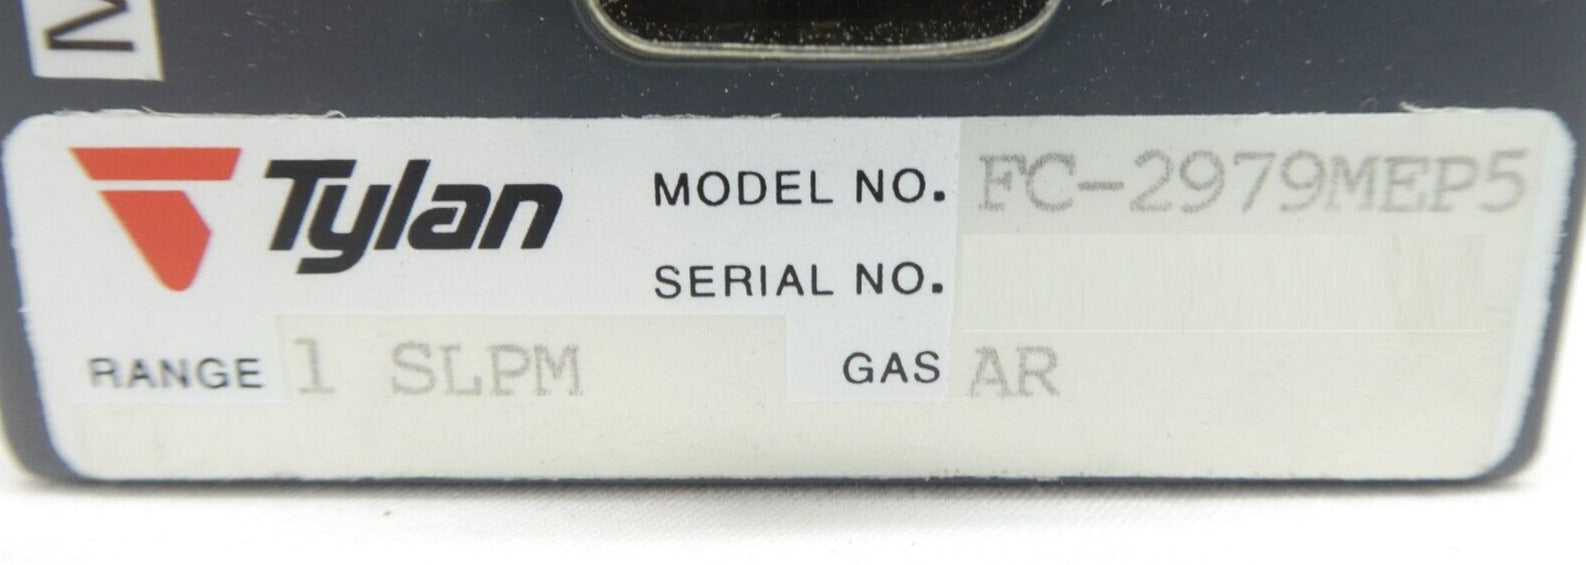 M
Tylan
MODEL NO. FC-2979MEP5
SERIAL NO.
RANGE 1 SLPM
GAS AR